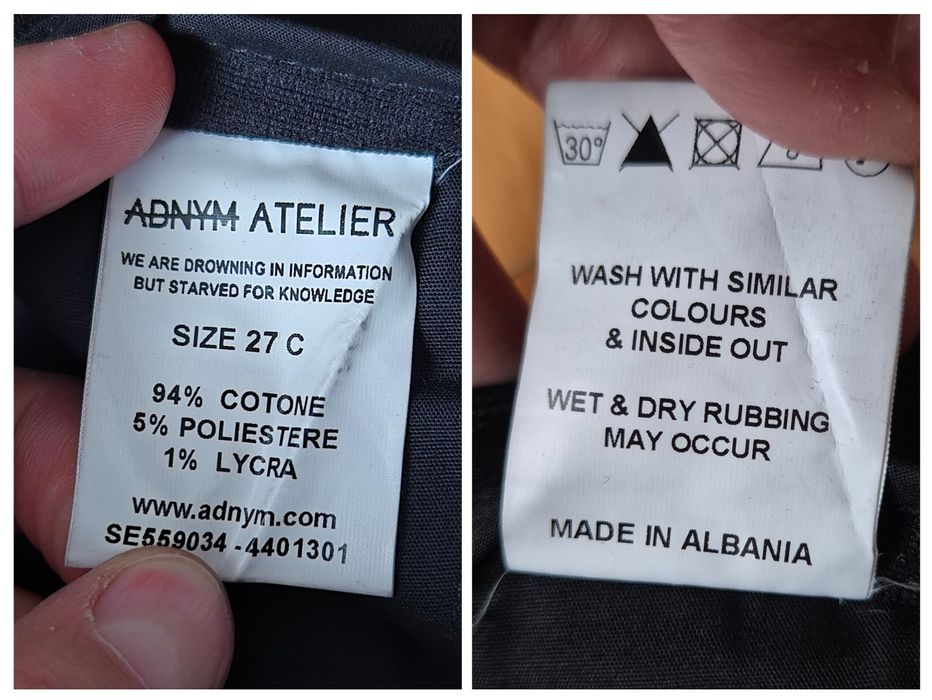 ADNYM ATELIER
WE ARE DROWNING IN INFORMATION
BUT STARVED FOR KNOWLEDGE
SIZE 27 C
94% COTONE
5% POLIESTERE
1% LYCRA
www.adnym.com
SE559034-4401301
30°
WASH WITH SIMILAR
COLOURS
& INSIDE OUT
WET & DRY RUBBING
MAY OCCUR
MADE IN ALBANIA